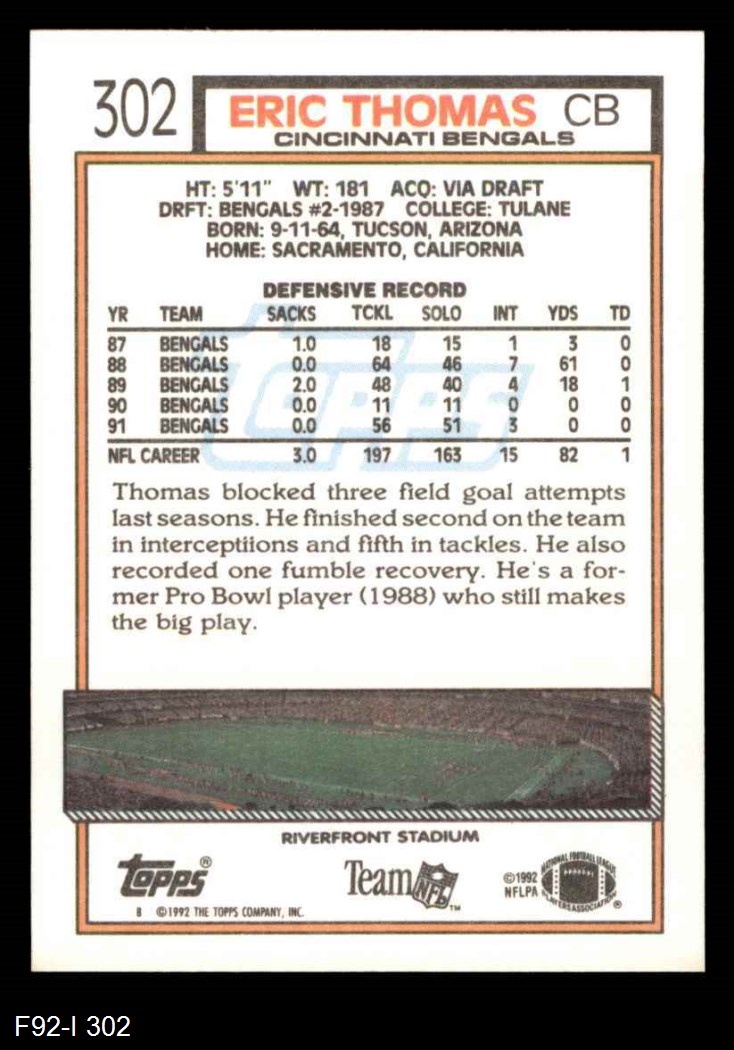 302 ERIC THOMAS CB
CINCINNATI BENGALS
HT: 5'11" WT: 181 ACQ: VIA DRAFT
DRFT: BENGALS #2-1987 COLLEGE: TULANE
BORN: 9-11-64, TUCSON, ARIZONA
HOME: SACRAMENTO, CALIFORNIA
DEFENSIVE RECORD
YR TEAM SACKS TCKL SOLO INT YDS TD
87 BENGALS 1.0 18 15 1 3 0
88 BENGALS 0.0 64 46 7 61 0
89 BENGALS 2.0 48 40 4 18 1
90 BENGALS 0.0 11 11 0 0 0
91 BENGALS 0.0 56 51 3 0 0
NFL CAREER 3.0 197 163 15 82 1
Topps
Thomas blocked three field goal attempts
last seasons. He finished second on the team
in interceptiions and fifth in tackles. He also
recorded one fumble recovery. He's a for-
mer Pro Bowl player (1988) who still makes
the big play.
RIVERFRONT STADIUM
Topps®
Team NFL™
©1992
NFLPA
NATIONAL FOOTBALL LEAGUE
PLAYERS ASSOCIATION ®
8 ©1992 THE TOPPS COMPANY, INC.
F92-I 302